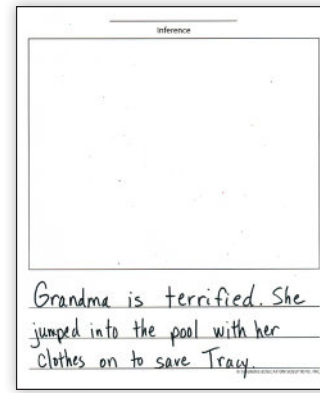 Inference
Grandma is terrified. She
jumped into the pool with her
clothes on to save Tracy.